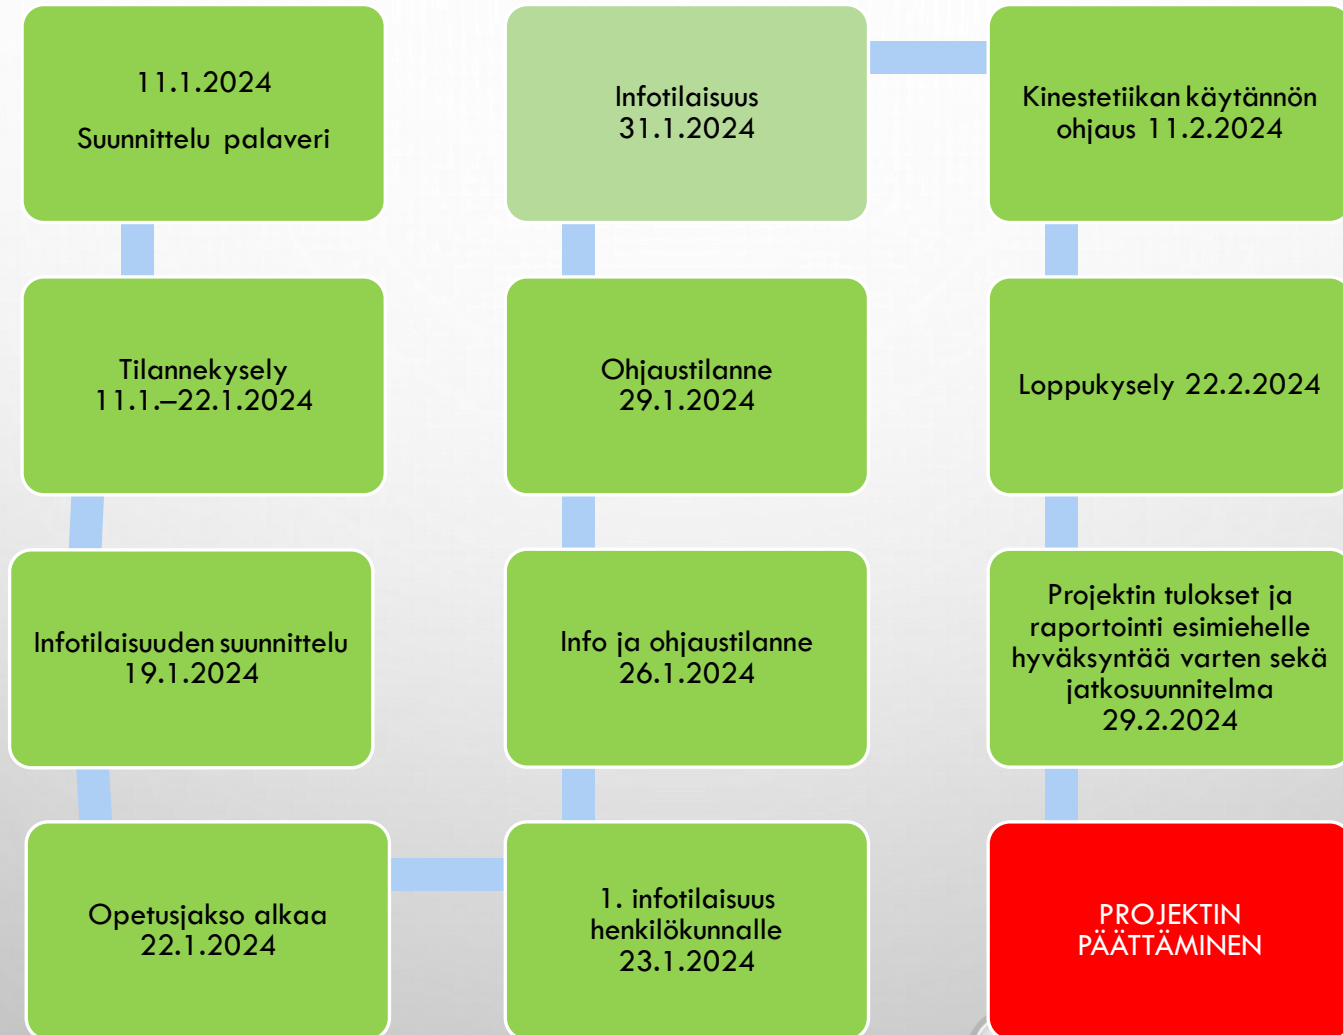 11.1.2024
Suunnittelu palaveri
Tilannekysely
11.1.–22.1.2024
Infotilaisuuden suunnittelu
19.1.2024
Opetusjakso alkaa
22.1.2024
1. infotilaisuus
henkilökunnalle
23.1.2024
Info ja ohjaustilanne
26.1.2024
Ohjaustilanne
29.1.2024
Infotilaisuus
31.1.2024
Kinestetiikan käytännön
ohjaus 11.2.2024
Loppukysely 22.2.2024
Projektin tulokset ja
raportointi esimiehelle
hyväksyntää varten sekä
jatkosuunnitelma
29.2.2024
PROJEKTIN
PÄÄTTÄMINEN